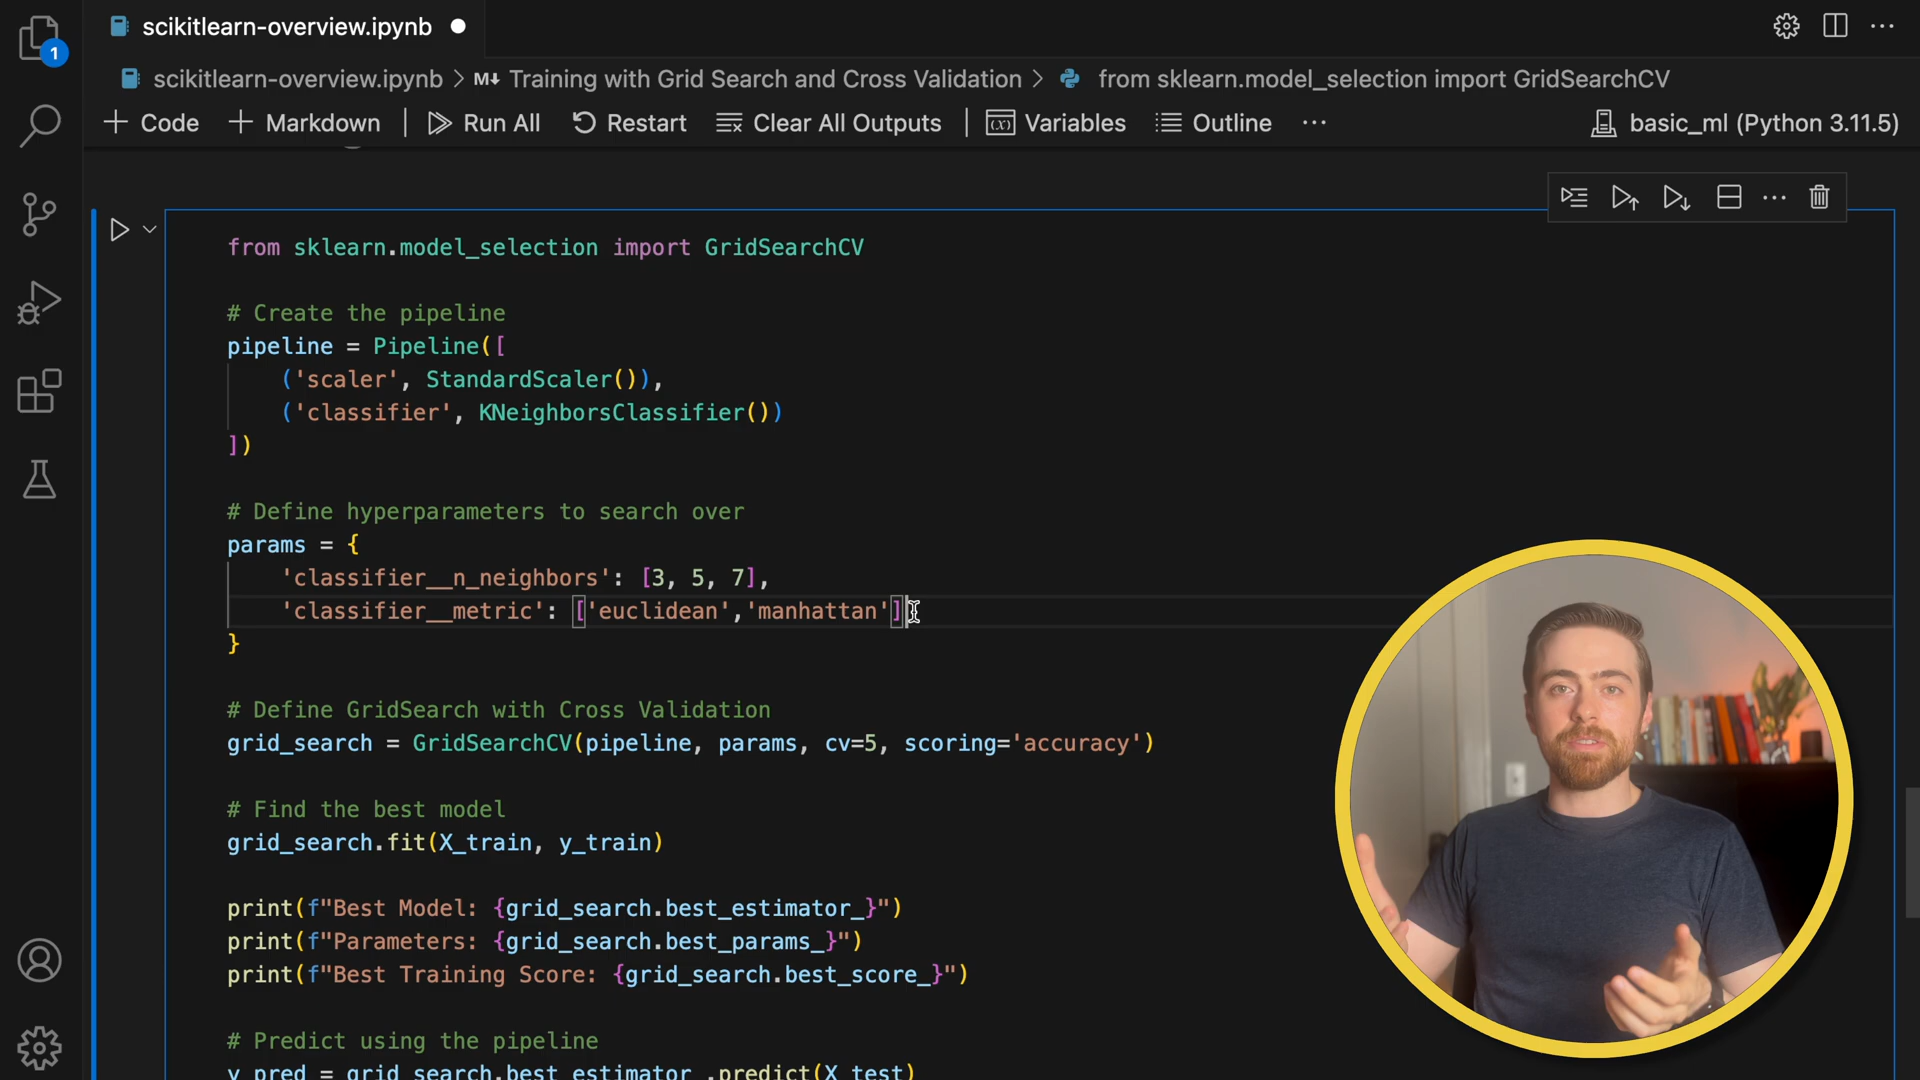 scikitlearn-overview.ipynb
1
scikitlearn-overview.ipynb > M Training with Grid Search and Cross Validation > from sklearn.model_selection import GridSearchCV
+ Code + Markdown | Run All Restart Clear All Outputs | Variables Outline ··· basic_ml (Python 3.11.5)
from sklearn.model_selection import GridSearchCV
# Create the pipeline
pipeline = Pipeline([
('scaler', StandardScaler()),
('classifier', KNeighborsClassifier())
])
# Define hyperparameters to search over
params = {
'classifier__n_neighbors': [3, 5, 7],
'classifier__metric': ['euclidean','manhattan']
}
# Define GridSearch with Cross Validation
grid_search = GridSearchCV(pipeline, params, cv=5, scoring='accuracy')
# Find the best model
grid_search.fit(X_train, y_train)
print(f"Best Model: {grid_search.best_estimator_}")
print(f"Parameters: {grid_search.best_params_}")
print(f"Best Training Score: {grid_search.best_score_}")
# Predict using the pipeline
y_pred = grid_search.best_estimator_.predict(X_test)